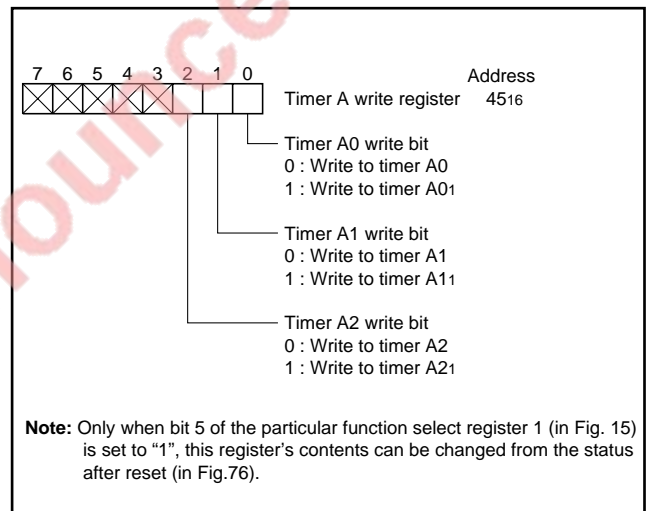 ounce
7 6 5 4 3 2 1 0
Address
Timer A write register 4516
Timer A0 write bit
0 : Write to timer A0
1 : Write to timer A01
Timer A1 write bit
0 : Write to timer A1
1 : Write to timer A11
Timer A2 write bit
0 : Write to timer A2
1 : Write to timer A21
Note: Only when bit 5 of the particular function select register 1 (in Fig. 15)
is set to “1”, this register’s contents can be changed from the status
after reset (in Fig.76).